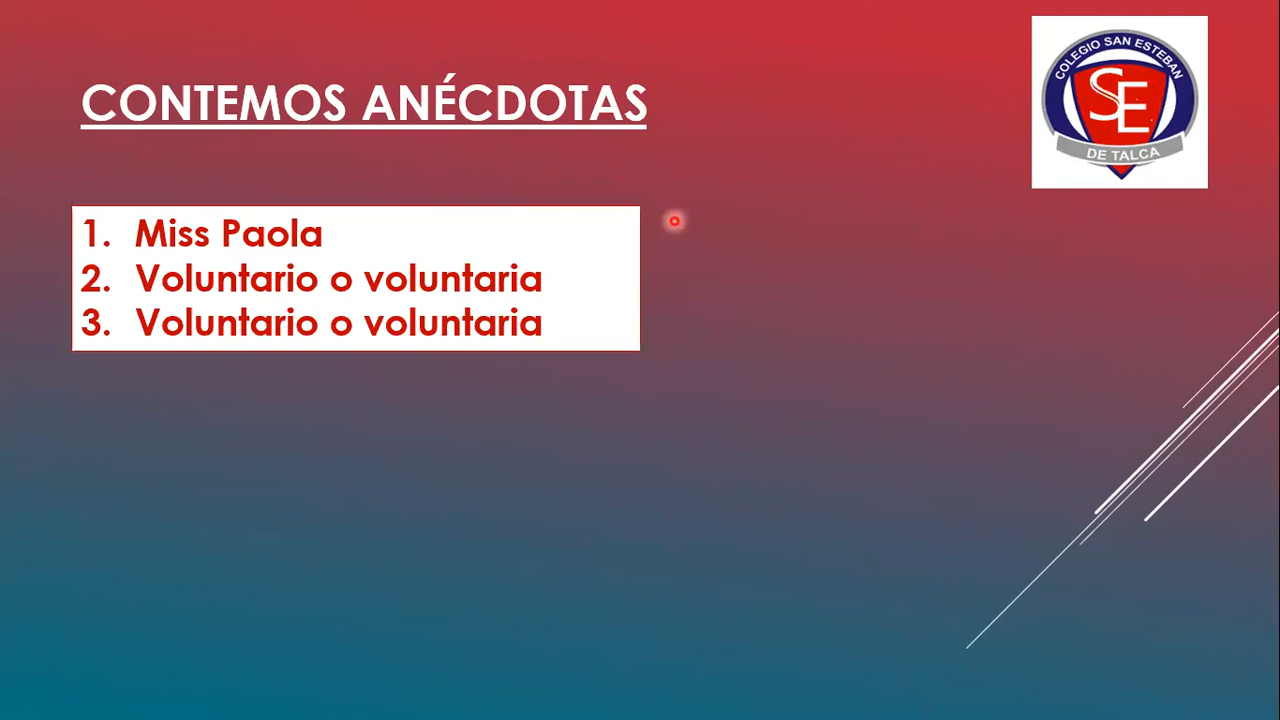 COLEGIO SAN ESTEBAN
SE
DE TALCA
CONTEMOS ANÉCDOTAS
1. Miss Paola
2. Voluntario o voluntaria
3. Voluntario o voluntaria